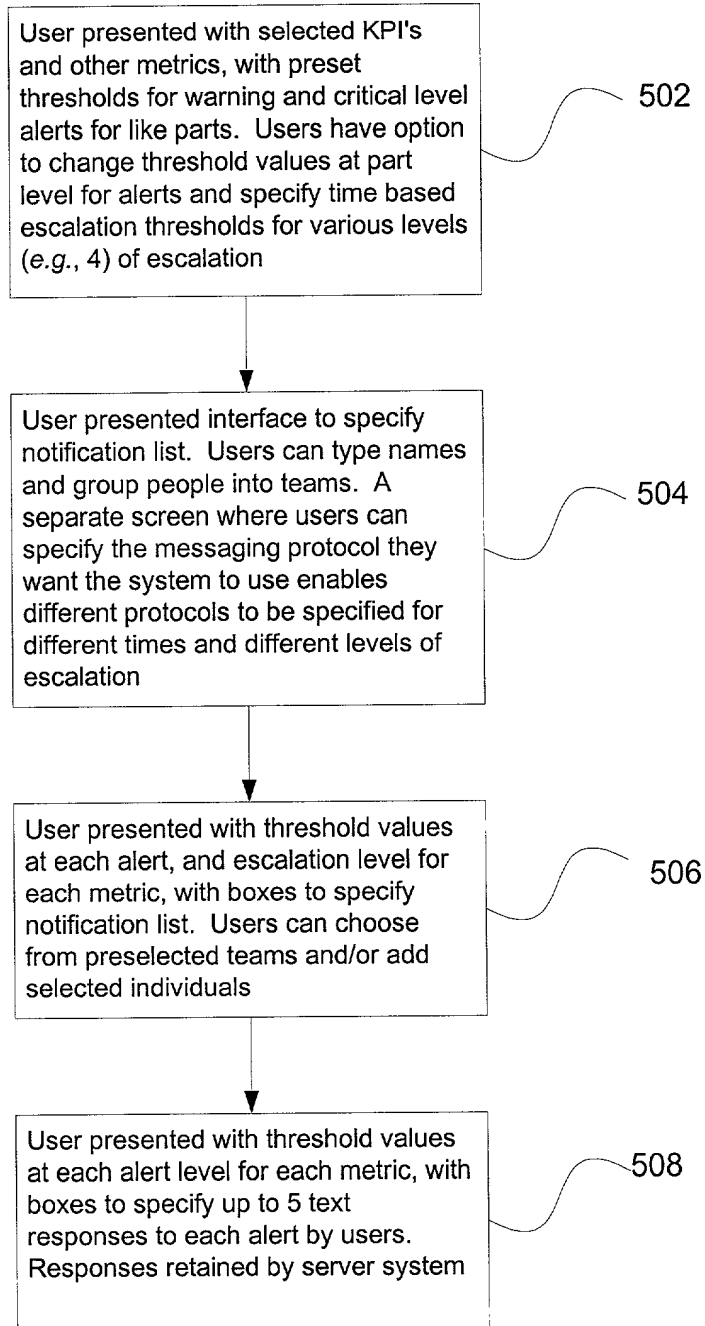 User presented with selected KPI's
and other metrics, with preset
thresholds for warning and critical level
alerts for like parts. Users have option
to change threshold values at part
level for alerts and specify time based
escalation thresholds for various levels
(e.g., 4) of escalation
502
User presented interface to specify
notification list. Users can type names
and group people into teams. A
separate screen where users can
specify the messaging protocol they
want the system to use enables
different protocols to be specified for
different times and different levels of
escalation
504
User presented with threshold values
at each alert, and escalation level for
each metric, with boxes to specify
notification list. Users can choose
from preselected teams and/or add
selected individuals
506
User presented with threshold values
at each alert level for each metric, with
boxes to specify up to 5 text
responses to each alert by users.
Responses retained by server system
508